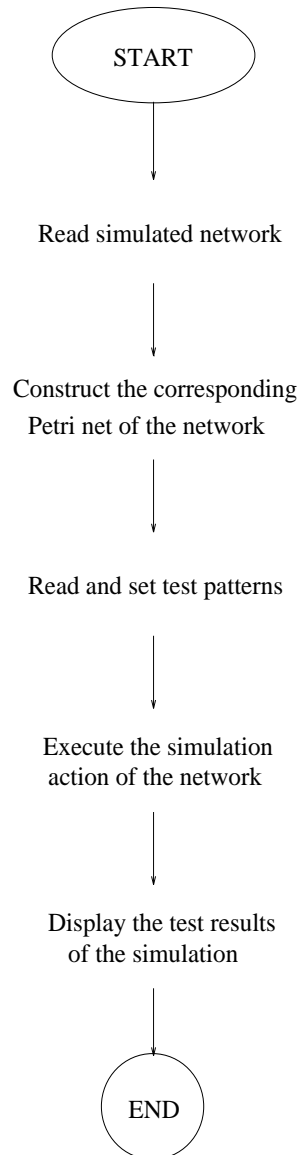 START
Read simulated network
Construct the corresponding
Petri net of the network
Read and set test patterns
Execute the simulation
action of the network
Display the test results
of the simulation
END